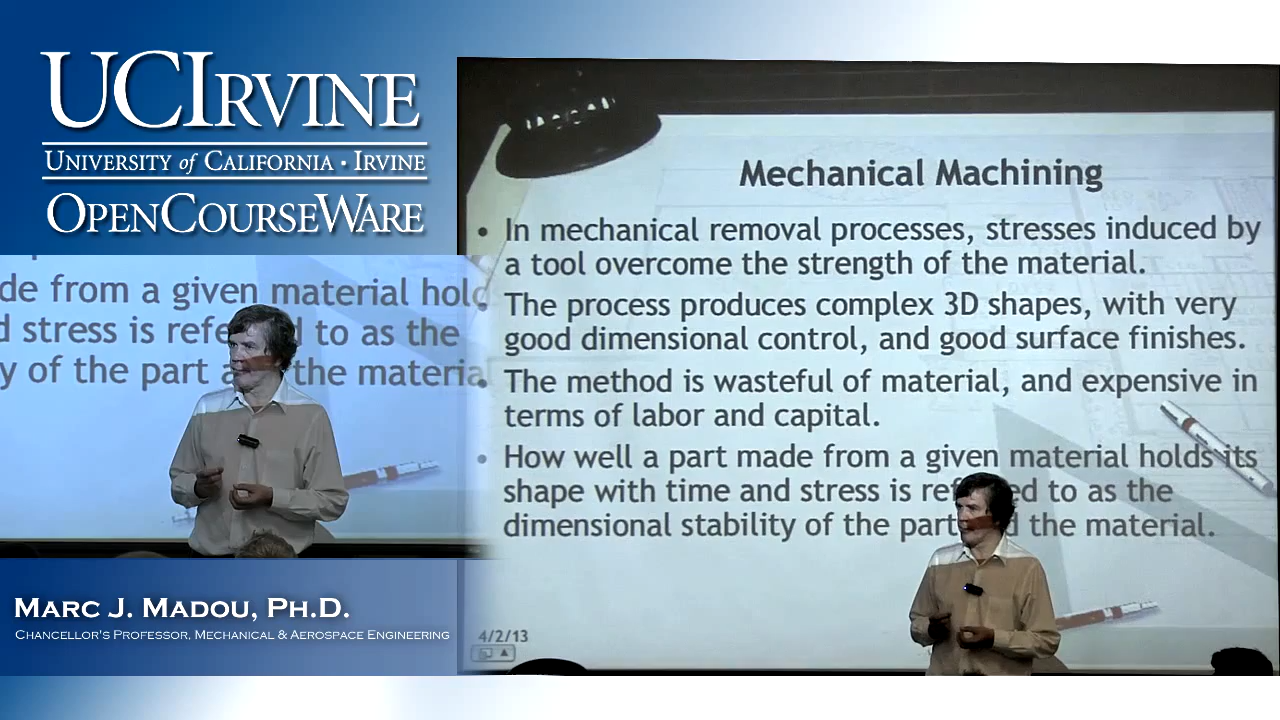 UCIRVINE
UNIVERSITY of CALIFORNIA · IRVINE
OPENCOURSEWARE
de from a given material hold
d stress is refe d to as the
y of the part a the materia
MARC J. MADOU, PH.D.
CHANCELLOR'S PROFESSOR, MECHANICAL & AEROSPACE ENGINEERING
Mechanical Machining
• In mechanical removal processes, stresses induced by
a tool overcome the strength of the material.
• The process produces complex 3D shapes, with very
good dimensional control, and good surface finishes.
• The method is wasteful of material, and expensive in
terms of labor and capital.
• How well a part made from a given material holds its
shape with time and stress is ref ed to as the
dimensional stability of the part d the material.
4/2/13